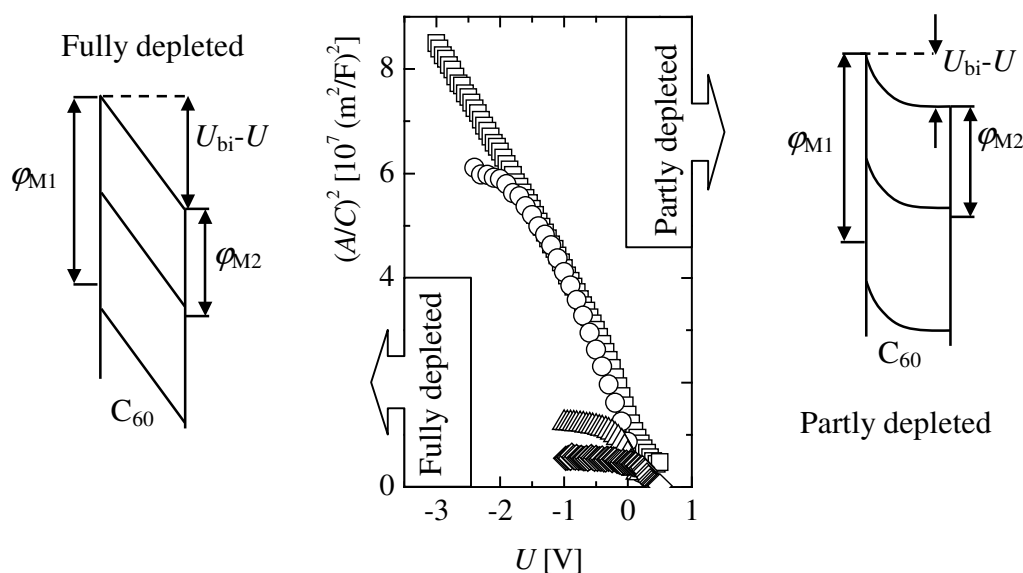 Fully depleted
φM1
Ubi-U
φM2
C60
(A/C)² [10⁷ (m²/F)²]
8
6
4
0
Fully depleted
Partly depleted
-3
-2
-1
0
1
U [V]
Ubi-U
φM1
φM2
C60
Partly depleted